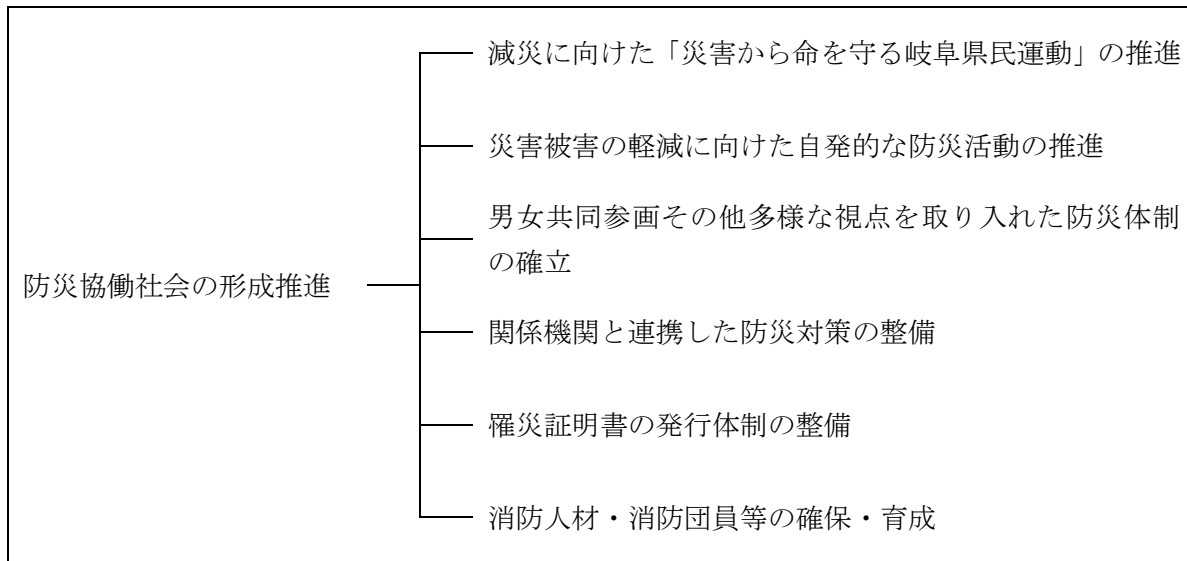 減災に向けた「災害から命を守る岐阜県民運動」の推進
災害被害の軽減に向けた自発的な防災活動の推進
男女共同参画その他多様な視点を取り入れた防災体制
の確立
防災協働社会の形成推進
関係機関と連携した防災対策の整備
罹災証明書の発行体制の整備
消防人材・消防団員等の確保・育成